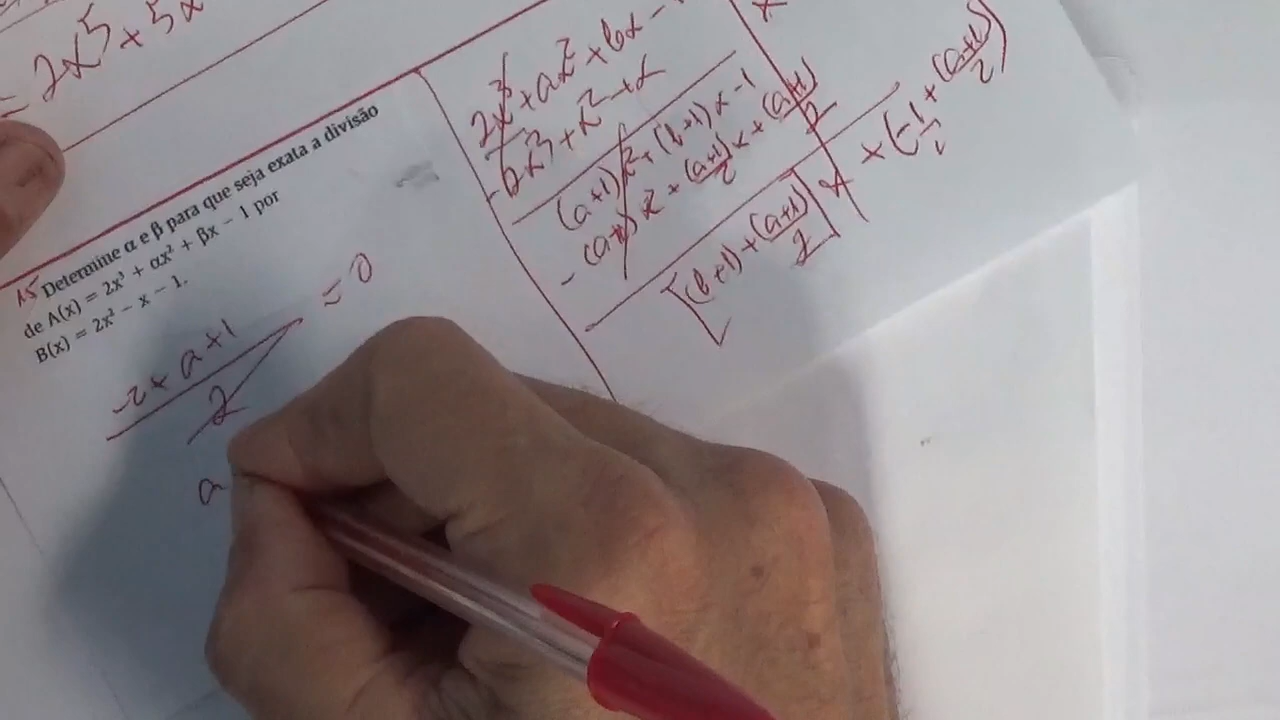 2x⁵ + 5x
15 Determine α e β para que seja exata a divisão
de A(x) = 2x³ + αx² + βx − 1 por
B(x) = 2x² − x − 1.
-2 + a + 1
2
= 0
a
2x³ + ax² + bx -
-2x³ + x² + x
(a+1)x² + (b+1)x - 1
- (a+1)x² + (a+1)/2 x + (a+1)/2
[(b+1) + (a+1)/2] x + (-1 + (a+1)/2)